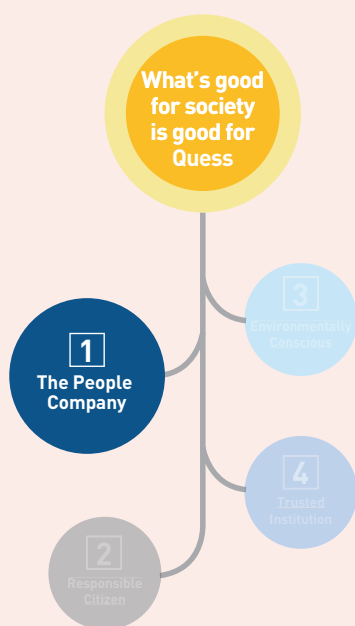 What's good
for society
is good for
Quess
1
The People
Company
2
Responsible
Citizen
3
Environmentally
Conscious
4
Trusted
Institution